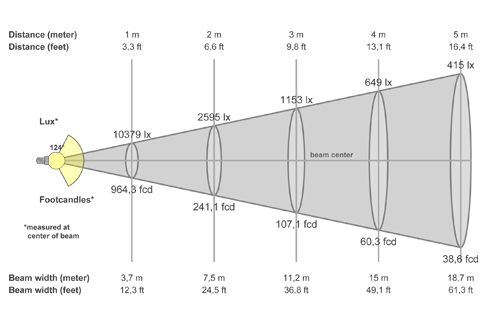 Distance (meter) 1 m 2 m 3 m 4 m 5 m
Distance (feet) 3,3 ft 6,6 ft 9,8 ft 13,1 ft 16,4 ft
415 lx
649 lx
1153 lx
2595 lx
Lux*
10379 lx
124°
beam center
964,3 fcd
Footcandles*
241,1 fcd
107,1 fcd
*measured at
center of beam
60,3 fcd
38,6 fcd
Beam width (meter) 3,7 m 7,5 m 11,2 m 15 m 18,7 m
Beam width (feet) 12,3 ft 24,5 ft 36,8 ft 49,1 ft 61,3 ft